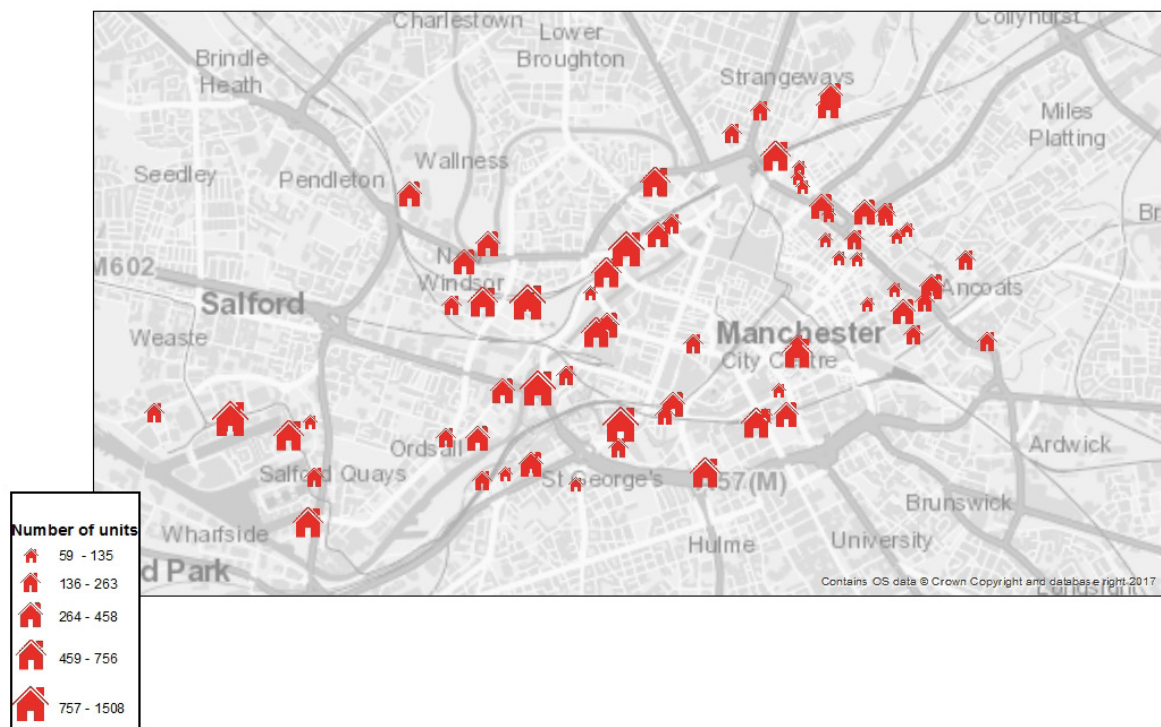 Charlestown
Collyhurst
Lower
Broughton
Brindle
Heath
Strangeways
Miles
Platting
Wallness
Seedley
Pendleton
M602
Windsor
Salford
Ancoats
Weaste
Manchester
City Centre
Ordsall
Ardwick
Salford Quays
St George's
57(M)
Brunswick
Wharfside
University
Hulme
d Park
Contains OS data © Crown Copyright and database right 2017
Number of units
59 - 135
136 - 263
264 - 458
459 - 756
757 - 1508